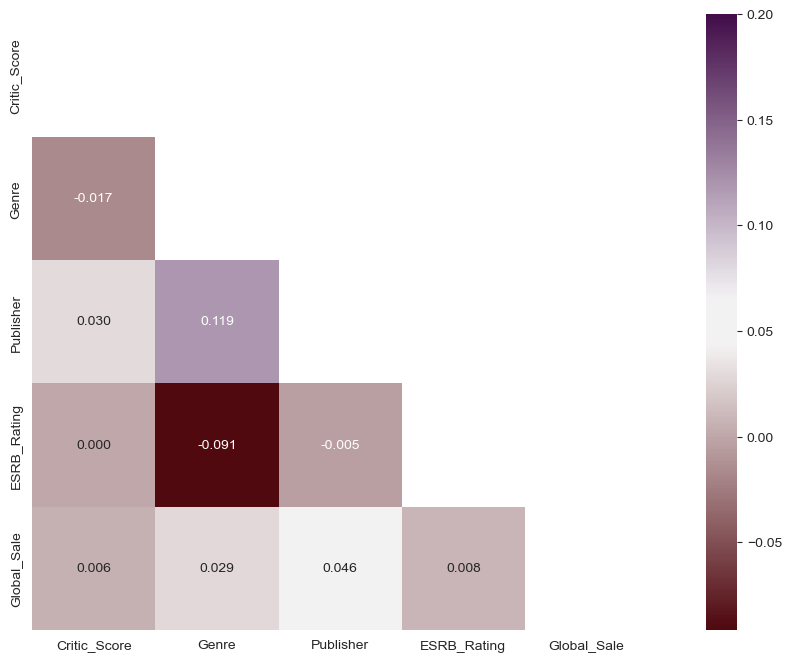 Critic_Score
Genre
Publisher
ESRB_Rating
Global_Sale
-0.017
0.030 0.119
0.000 -0.091 -0.005
0.006 0.029 0.046 0.008
Critic_Score Genre Publisher ESRB_Rating Global_Sale
0.20
0.15
0.10
0.05
0.00
−0.05